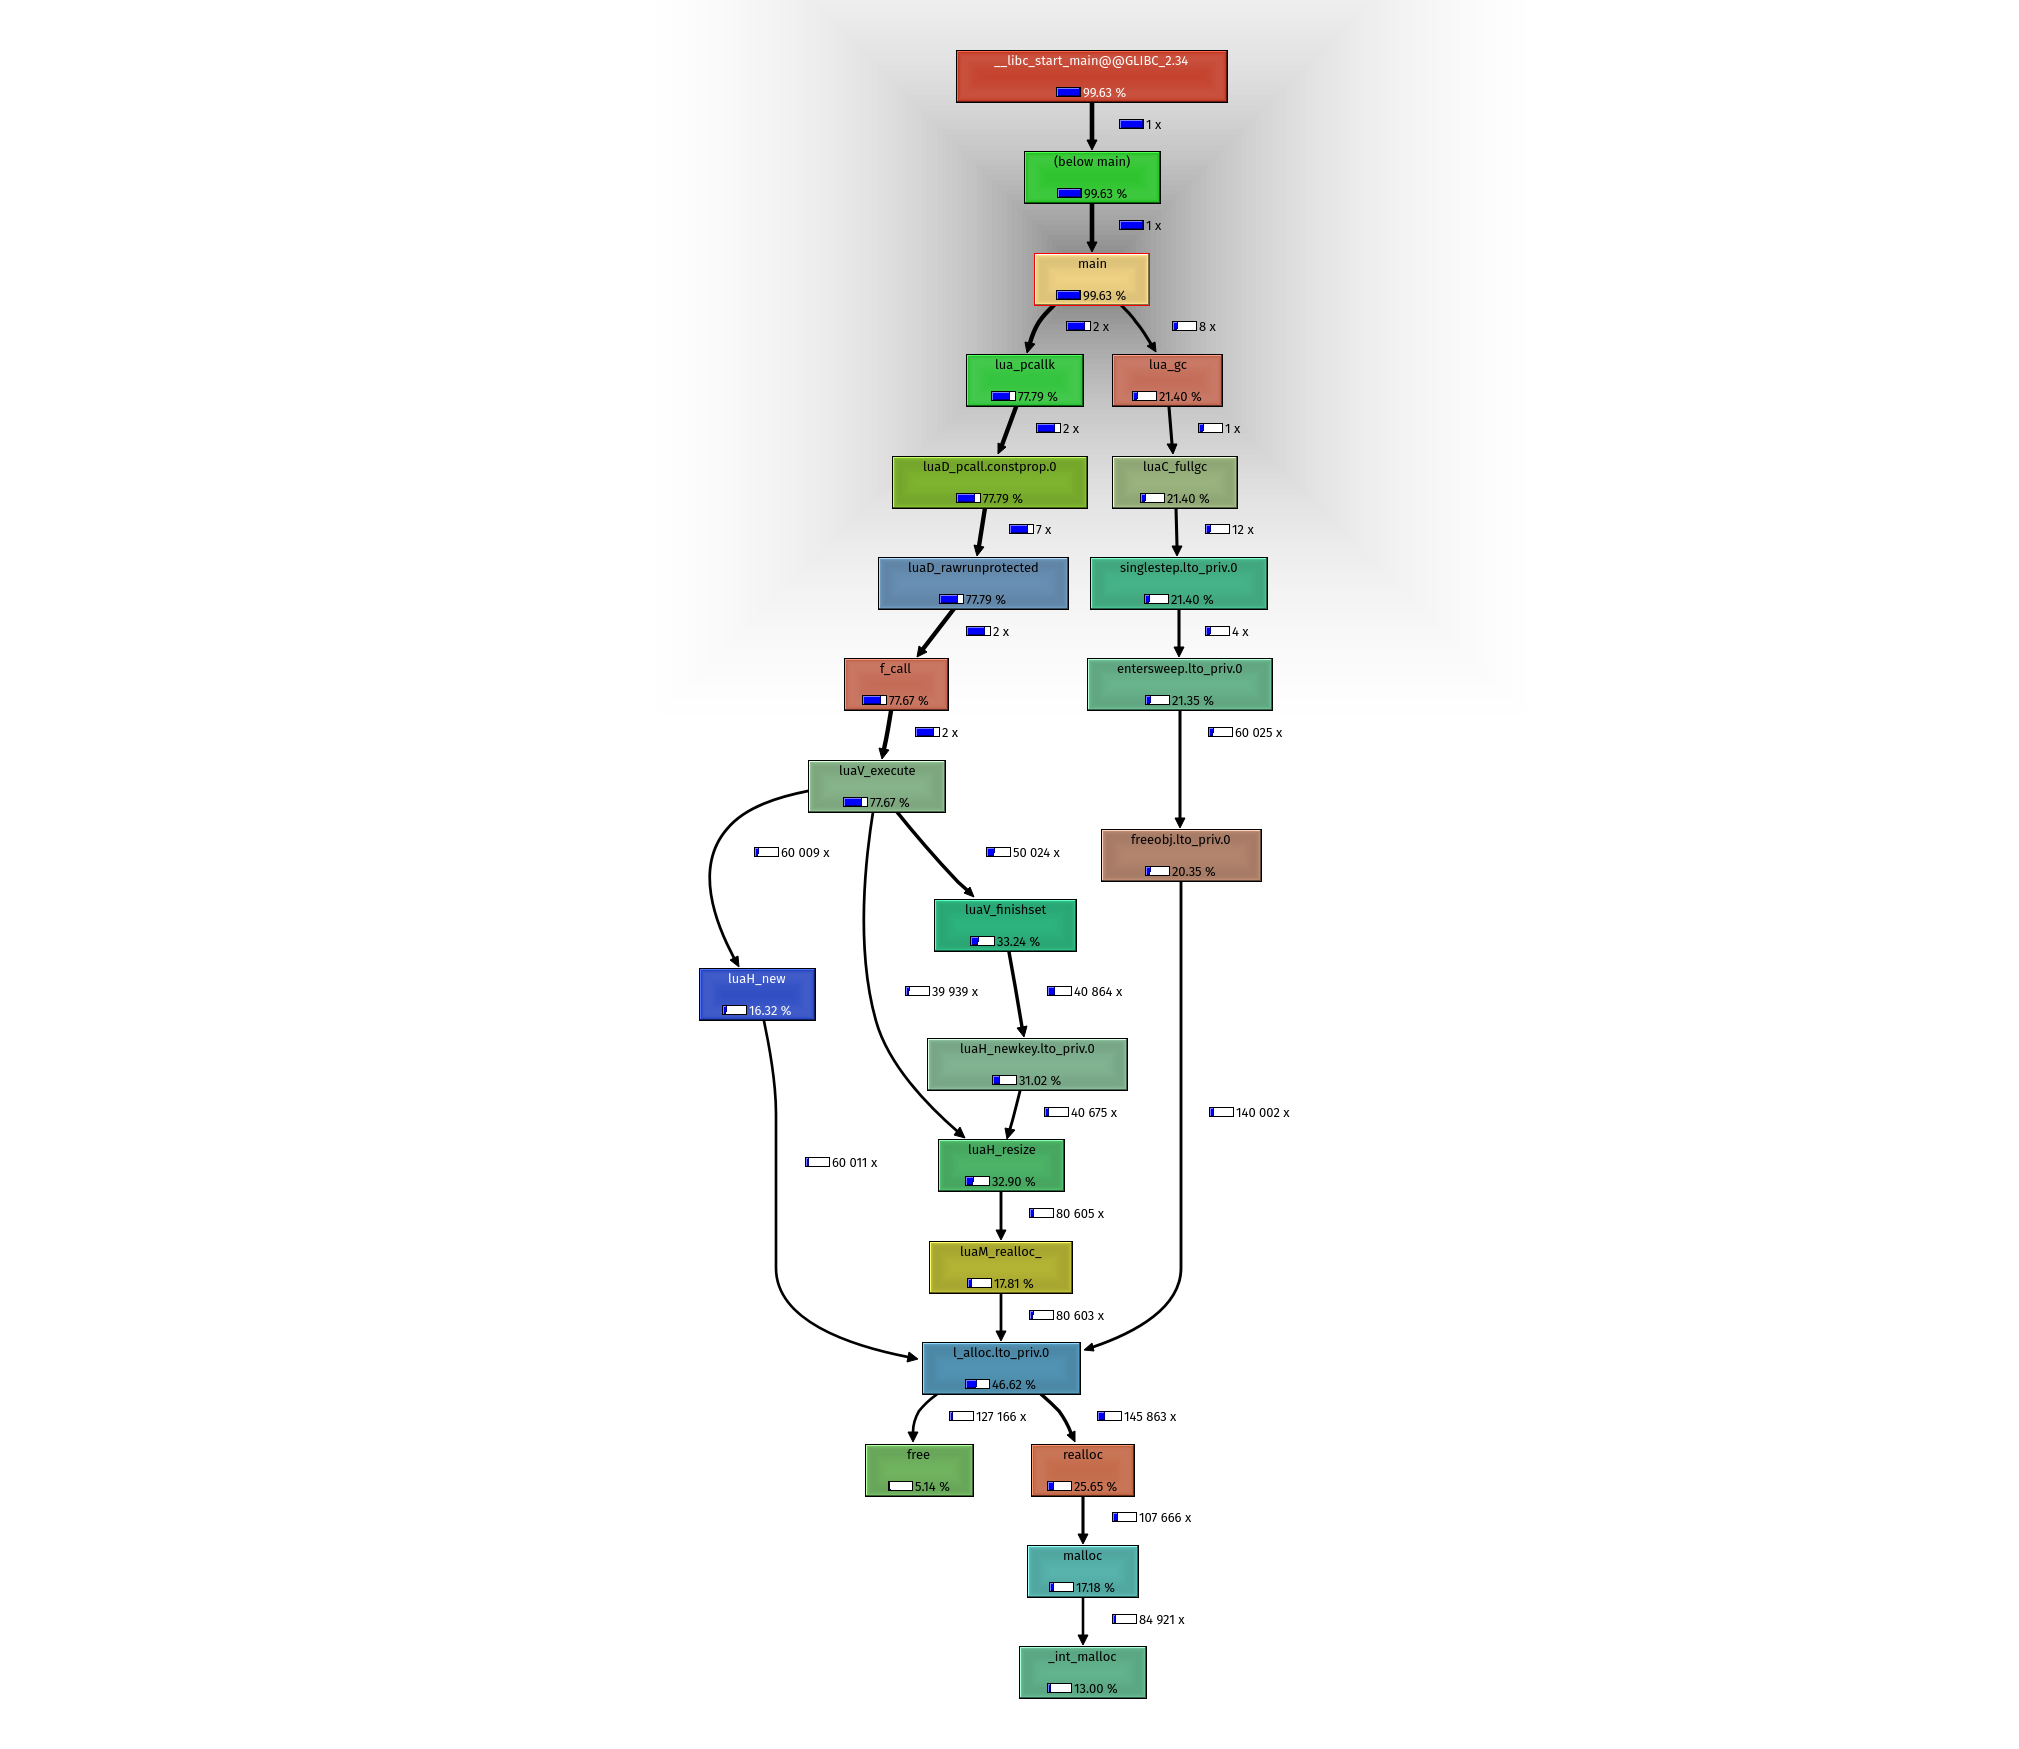 __libc_start_main@@GLIBC_2.34
99.63 %
1 x
(below main)
99.63 %
1 x
main
99.63 %
2 x
8 x
lua_pcallk
77.79 %
lua_gc
21.40 %
2 x
1 x
luaD_pcall.constprop.0
77.79 %
luaC_fullgc
21.40 %
7 x
12 x
luaD_rawrunprotected
77.79 %
singlestep.lto_priv.0
21.40 %
2 x
4 x
f_call
77.67 %
entersweep.lto_priv.0
21.35 %
2 x
60 025 x
luaV_execute
77.67 %
freeobj.lto_priv.0
20.35 %
60 009 x
50 024 x
luaV_finishset
33.24 %
luaH_new
16.32 %
39 939 x
40 864 x
luaH_newkey.lto_priv.0
31.02 %
40 675 x
140 002 x
luaH_resize
32.90 %
60 011 x
80 605 x
luaM_realloc_
17.81 %
80 603 x
l_alloc.lto_priv.0
46.62 %
127 166 x
145 863 x
free
5.14 %
realloc
25.65 %
107 666 x
malloc
17.18 %
84 921 x
_int_malloc
13.00 %